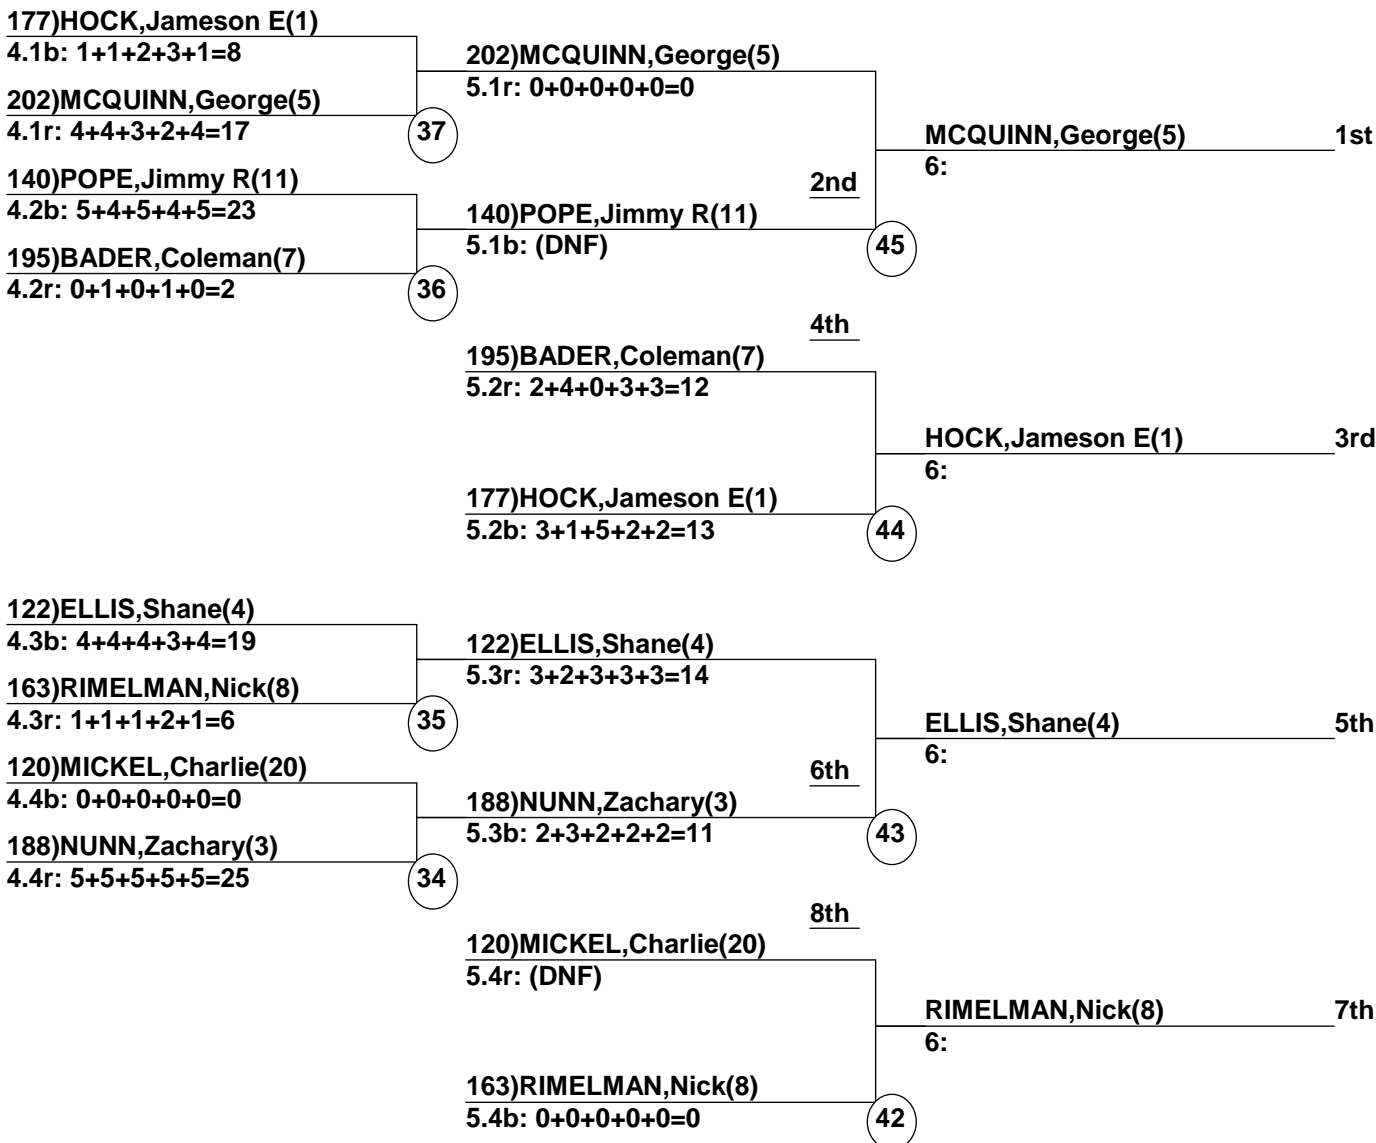 177)HOCK,Jameson E(1)
4.1b: 1+1+2+3+1=8
202)MCQUINN,George(5)
4.1r: 4+4+3+2+4=17
37
140)POPE,Jimmy R(11)
4.2b: 5+4+5+4+5=23
195)BADER,Coleman(7)
4.2r: 0+1+0+1+0=2
36
202)MCQUINN,George(5)
5.1r: 0+0+0+0+0=0
2nd
140)POPE,Jimmy R(11)
5.1b: (DNF)
45
MCQUINN,George(5) 1st
6:
4th
195)BADER,Coleman(7)
5.2r: 2+4+0+3+3=12
177)HOCK,Jameson E(1)
5.2b: 3+1+5+2+2=13
44
HOCK,Jameson E(1) 3rd
6:
122)ELLIS,Shane(4)
4.3b: 4+4+4+3+4=19
163)RIMELMAN,Nick(8)
4.3r: 1+1+1+2+1=6
35
120)MICKEL,Charlie(20)
4.4b: 0+0+0+0+0=0
188)NUNN,Zachary(3)
4.4r: 5+5+5+5+5=25
34
122)ELLIS,Shane(4)
5.3r: 3+2+3+3+3=14
6th
188)NUNN,Zachary(3)
5.3b: 2+3+2+2+2=11
43
ELLIS,Shane(4) 5th
6:
8th
120)MICKEL,Charlie(20)
5.4r: (DNF)
163)RIMELMAN,Nick(8)
5.4b: 0+0+0+0+0=0
42
RIMELMAN,Nick(8) 7th
6: